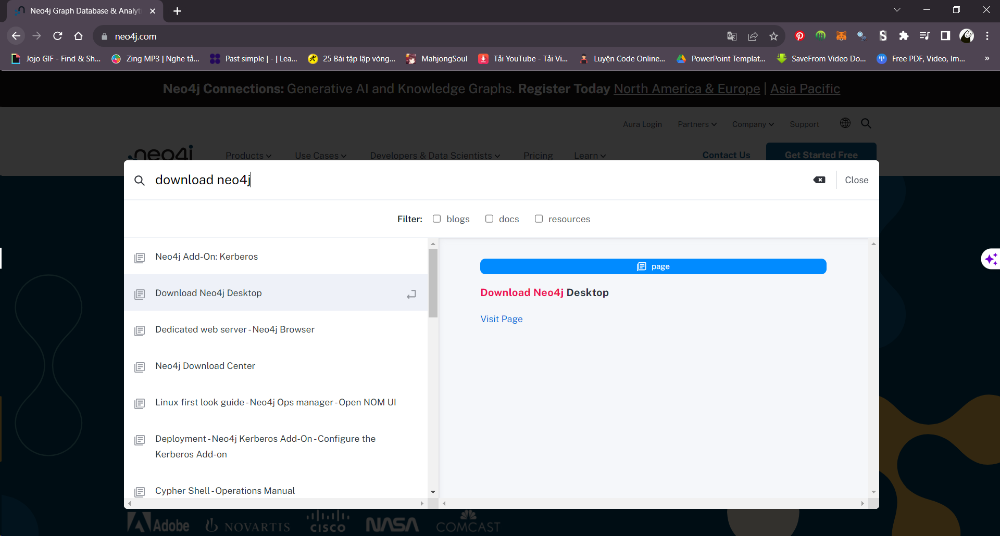 Neo4j Graph Database & Analyt
neo4j.com
Jojo GIF - Find & Sh...
Zing MP3 | Nghe tả...
Past simple | - | Lea...
25 Bài tập lập vòng...
MahjongSoul
Tải YouTube - Tải Vi...
Luyện Code Online...
PowerPoint Templat...
SaveFrom Video Do...
Free PDF, Video, Im...
»
Neo4j Connections: Generative AI and Knowledge Graphs. Register Today North America & Europe | Asia Pacific
Aura Login
Partners
Company
Support
neo4j
Products
Use Cases
Developers & Data Scientists
Pricing
Learn
Contact Us
Get Started Free
download neo4j
Close
Filter:
blogs
docs
resources
Neo4j Add-On: Kerberos
Download Neo4j Desktop
Dedicated web server - Neo4j Browser
Neo4j Download Center
Linux first look guide - Neo4j Ops manager - Open NOM UI
Deployment - Neo4j Kerberos Add-On - Configure the
Kerberos Add-on
Cypher Shell - Operations Manual
page
Download Neo4j Desktop
Visit Page
Adobe
NOVARTIS
CISCO
NASA
COMCAST